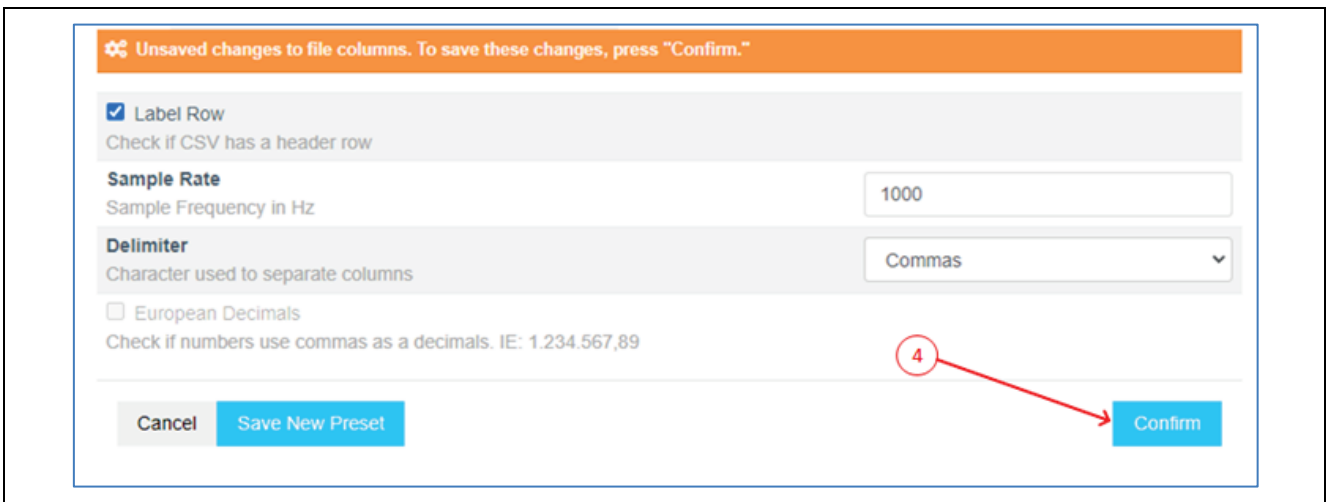 Unsaved changes to file columns. To save these changes, press "Confirm."
Label Row
Check if CSV has a header row
Sample Rate
Sample Frequency in Hz
1000
Delimiter
Character used to separate columns
Commas
European Decimals
Check if numbers use commas as a decimals. IE: 1.234.567,89
4
Cancel
Save New Preset
Confirm